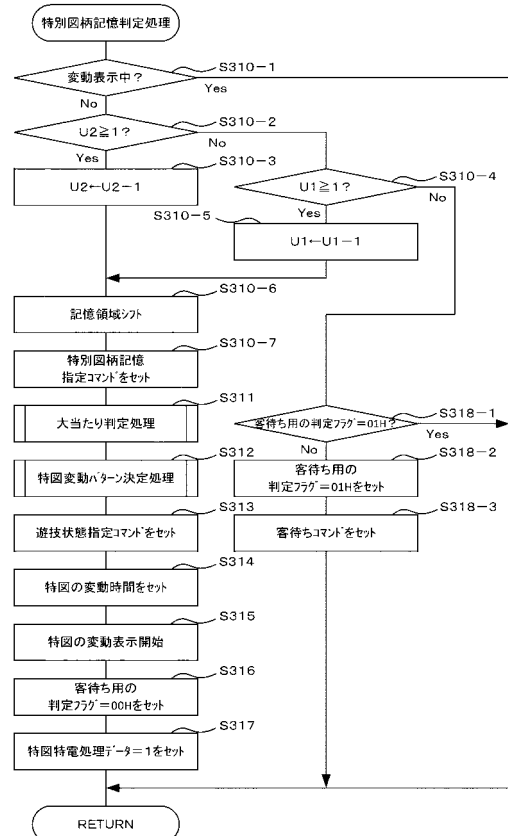 特別図柄記憶判定処理
S310-1
変動表示中？
Yes
No
S310-2
U2≧1？
No
Yes
S310-3
U2←U2-1
S310-4
U1≧1？
No
Yes
S310-5
U1←U1-1
S310-6
記憶領域シフト
S310-7
特別図柄記憶
指定コマンドをセット
S311
大当たり判定処理
S318-1
客待ち用の判定フラグ=01H？
Yes
No
S312
特図変動パターン決定処理
S318-2
客待ち用の
判定フラグ=01Hをセット
S313
遊技状態指定コマンドをセット
S318-3
客待ちコマンドをセット
S314
特図の変動時間をセット
S315
特図の変動表示開始
S316
客待ち用の
判定フラグ=00Hをセット
S317
特図特電処理データ=1をセット
RETURN